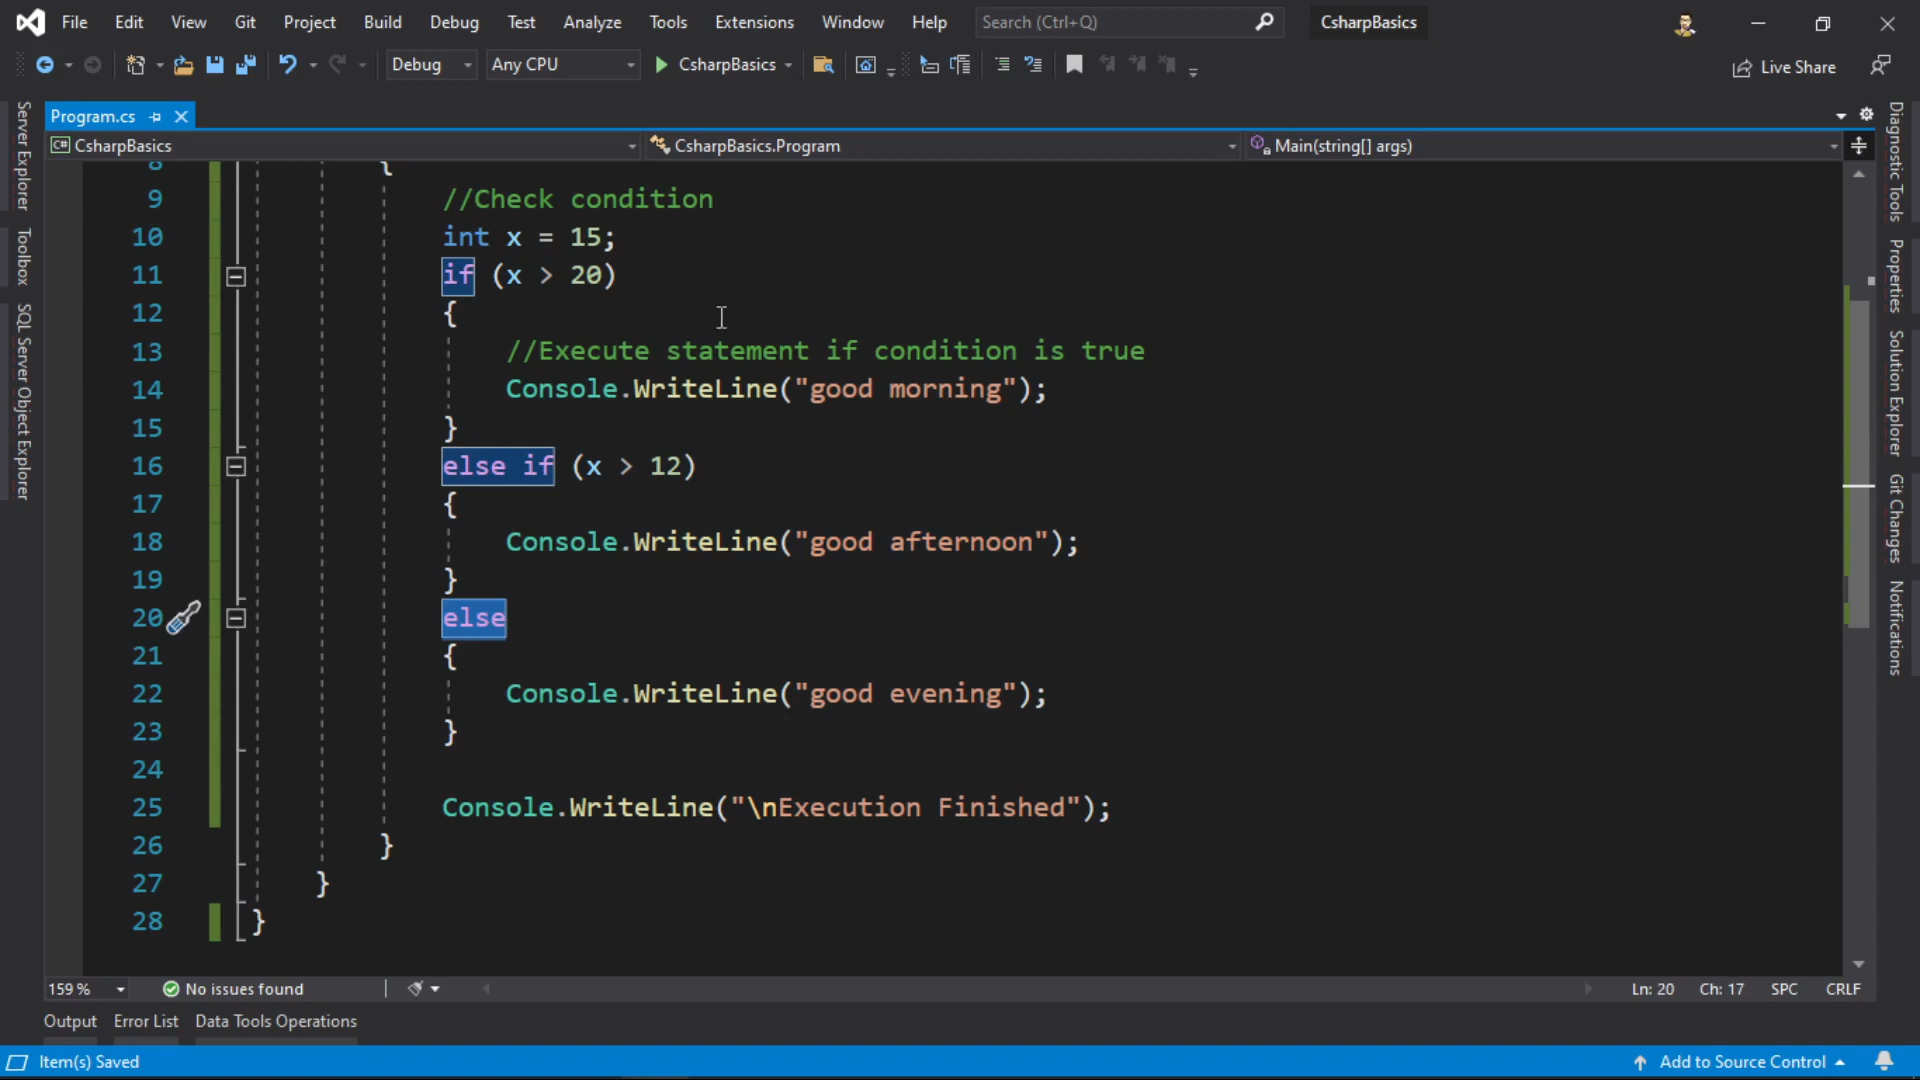 File Edit View Git Project Build Debug Test Analyze Tools Extensions Window Help Search (Ctrl+Q) CsharpBasics
Debug Any CPU CsharpBasics Live Share
Program.cs
CsharpBasics CsharpBasics.Program Main(string[] args)
Server Explorer
Toolbox
SQL Server Object Explorer
8 {
9 //Check condition
10 int x = 15;
11 if (x > 20)
12 {
13 //Execute statement if condition is true
14 Console.WriteLine("good morning");
15 }
16 else if (x > 12)
17 {
18 Console.WriteLine("good afternoon");
19 }
20 else
21 {
22 Console.WriteLine("good evening");
23 }
24
25 Console.WriteLine("\nExecution Finished");
26 }
27 }
28 }
Diagnostic Tools
Properties
Solution Explorer
Git Changes
Notifications
159 % No issues found Ln: 20 Ch: 17 SPC CRLF
Output Error List Data Tools Operations
Item(s) Saved Add to Source Control